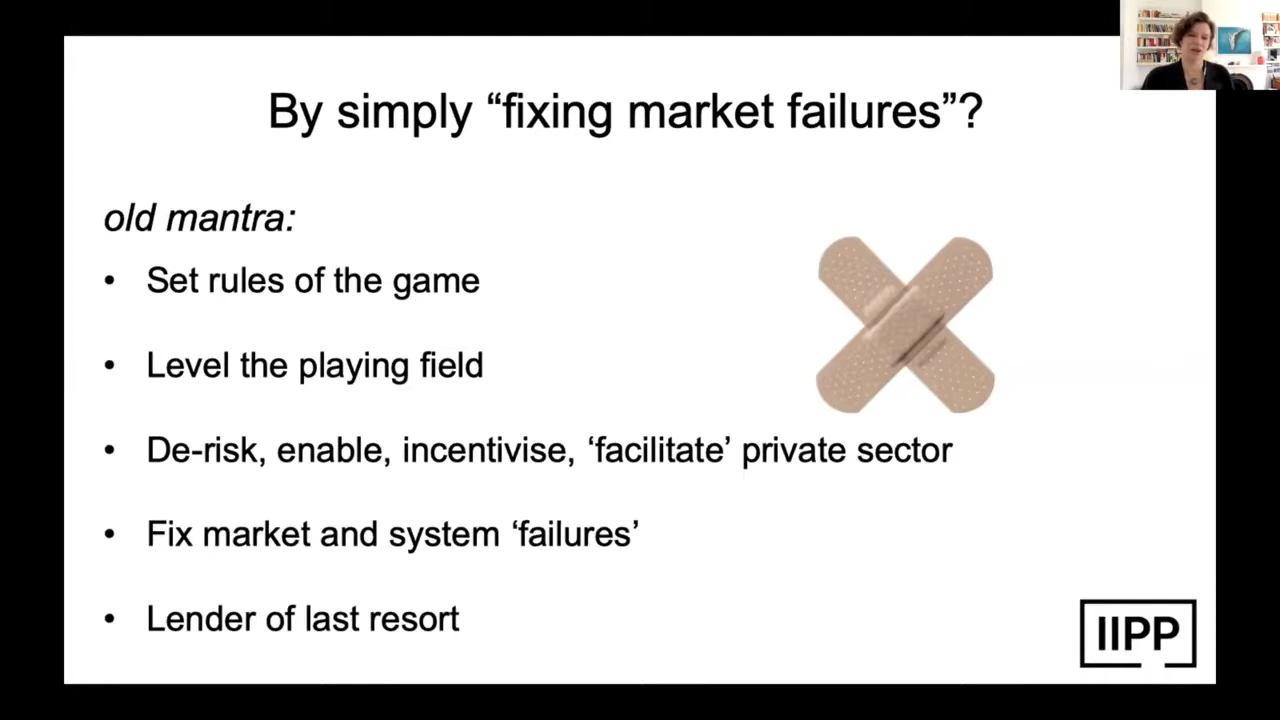 By simply “fixing market failures”?
old mantra:
• Set rules of the game
• Level the playing field
• De-risk, enable, incentivise, ‘facilitate’ private sector
• Fix market and system ‘failures’
• Lender of last resort
IIPP